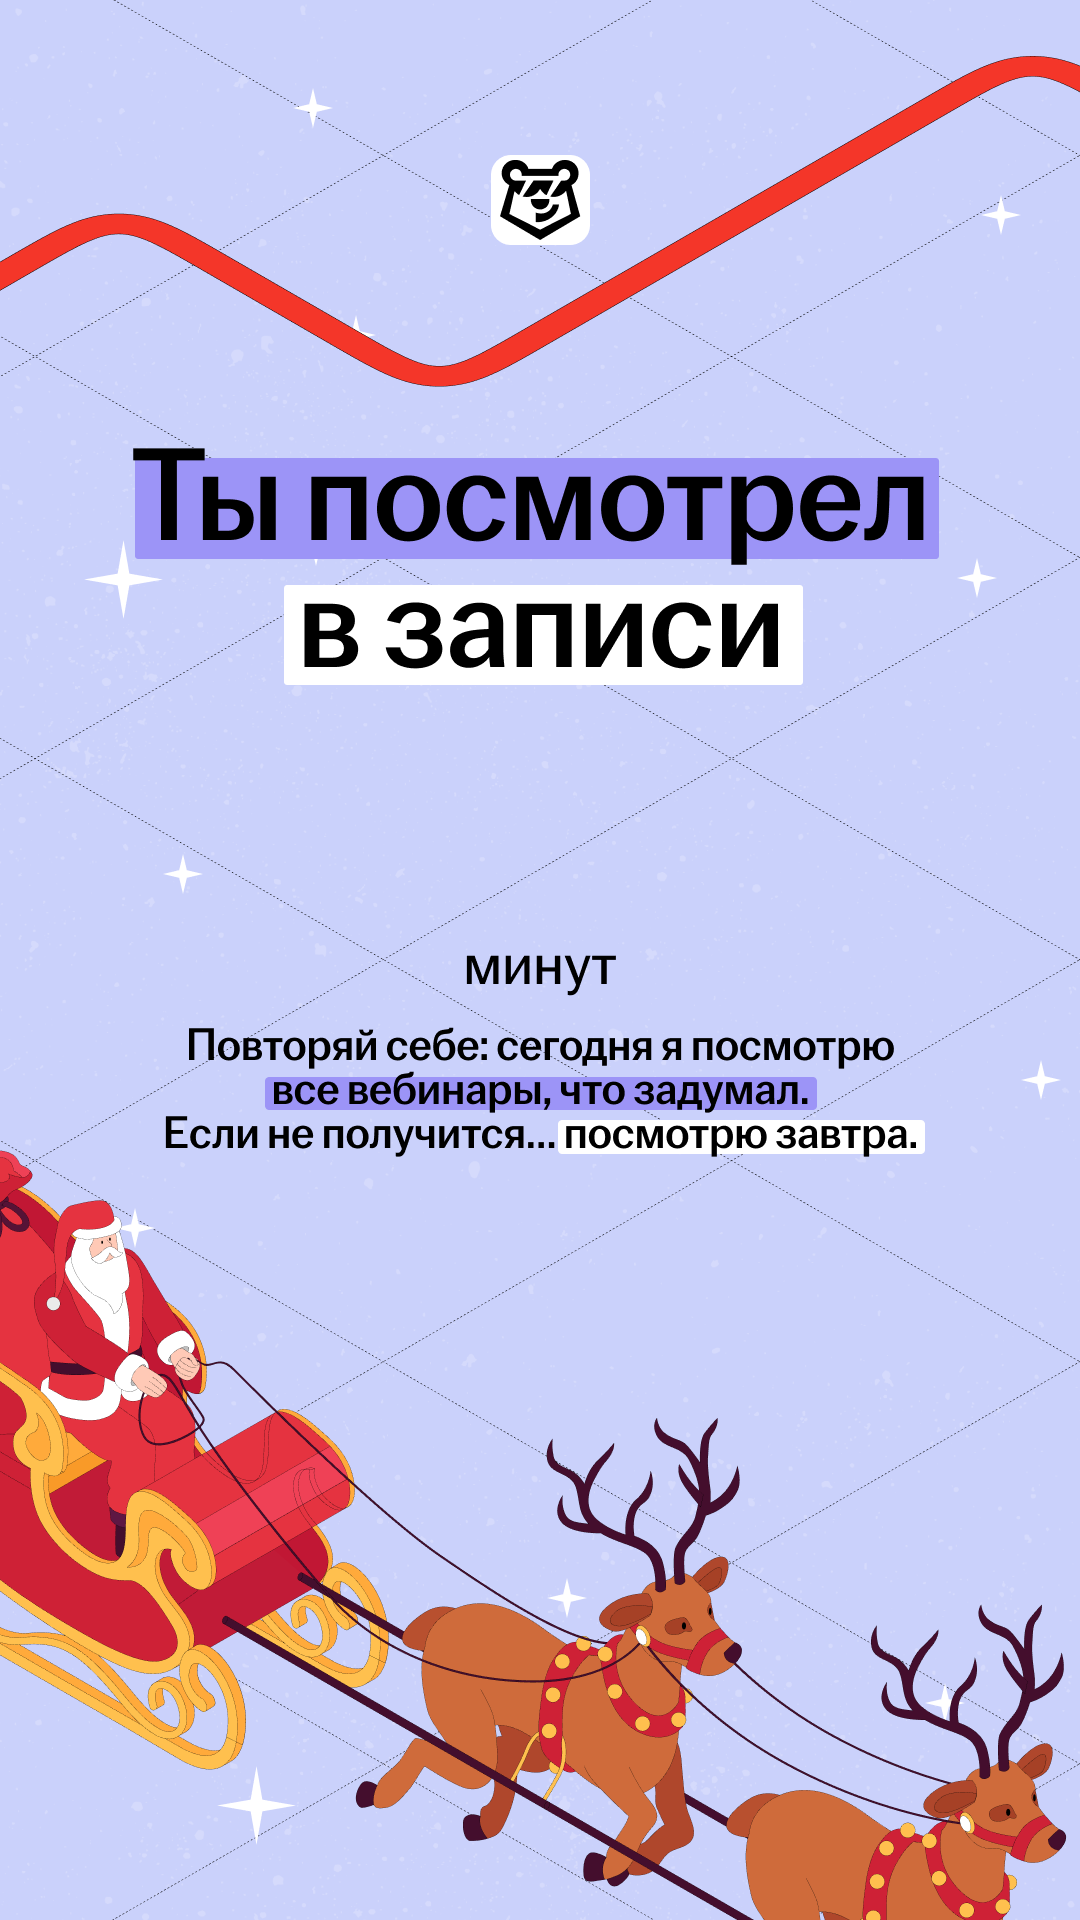 Ты посмотрел
в записи
минут
Повторяй себе: сегодня я посмотрю
все вебинары, что задумал.
Если не получится... посмотрю завтра.